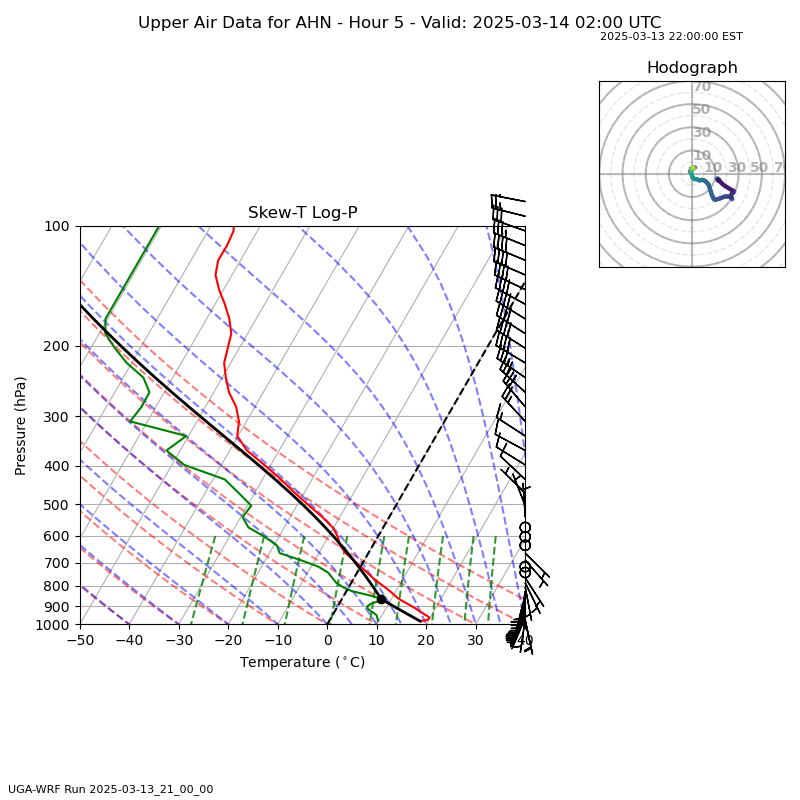 Upper Air Data for AHN - Hour 5 - Valid: 2025-03-14 02:00 UTC
2025-03-13 22:00:00 EST
Hodograph
70
50
30
10
10 30 50 70
Skew-T Log-P
100
200
300
400
500
600
700
800
900
1000
Pressure (hPa)
−50 −40 −30 −20 −10 0 10 20 30 40
Temperature (°C)
UGA-WRF Run 2025-03-13_21_00_00